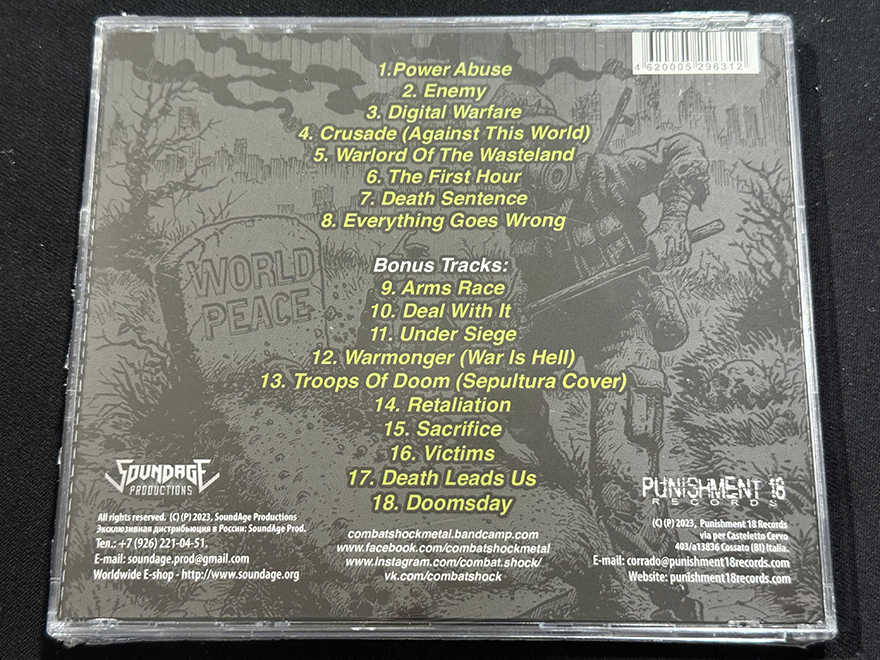 4 620005 296312
1.Power Abuse
2. Enemy
3. Digital Warfare
4. Crusade (Against This World)
5. Warlord Of The Wasteland
6. The First Hour
7. Death Sentence
8. Everything Goes Wrong
WORLD
PEACE
Bonus Tracks:
9. Arms Race
10. Deal With It
11. Under Siege
12. Warmonger (War Is Hell)
13. Troops Of Doom (Sepultura Cover)
14. Retaliation
15. Sacrifice
16. Victims
17. Death Leads Us
18. Doomsday
SOUNDAGE
PRODUCTIONS
All rights reserved. (C) (P) 2023, SoundAge Productions
Эксклюзивная дистрибьюция в России: SoundAge Prod.
Тел.: +7 (926) 221-04-51.
E-mail: soundage.prod@gmail.com
Worldwide E-shop - http://www.soundage.org
combatshockmetal.bandcamp.com
www.facebook.com/combatshockmetal
www.instagram.com/combat.shock/
vk.com/combatshock
PUNISHMENT 18
RECORDS
(C) (P) 2023, Punishment 18 Records
via per Casteletto Cervo
403/a13836 Cossato (BI) Italia.
E-mail: corrado@punishment18records.com
Website: punishment18records.com